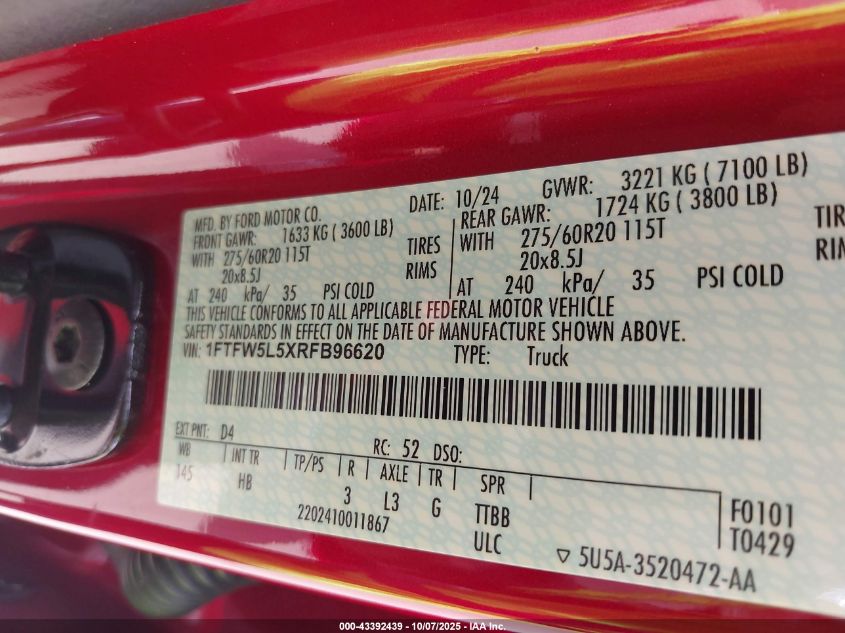 MFD. BY FORD MOTOR CO. DATE: 10/24 GVWR: 3221 KG ( 7100 LB)
FRONT GAWR: 1633 KG ( 3600 LB) REAR GAWR: 1724 KG ( 3800 LB)
WITH 275/60R20 115T TIRES WITH 275/60R20 115T TIRES
20x8.5J RIMS 20x8.5J
AT 240 kPa/ 35 PSI COLD AT 240 kPa/ 35 PSI COLD
THIS VEHICLE CONFORMS TO ALL APPLICABLE FEDERAL MOTOR VEHICLE
SAFETY STANDARDS IN EFFECT ON THE DATE OF MANUFACTURE SHOWN ABOVE.
VIN: 1FTFW5L5XRFB96620 TYPE: Truck
EXT PNT: D4 RC: 52 DSO:
WB INT TR TP/PS R AXLE TR SPR
145 HB 3 L3 G TTBB F0101
2202410011867 ULC T0429
5U5A-3520472-AA
000-43392439 - 10/07/2025 - IAA Inc.